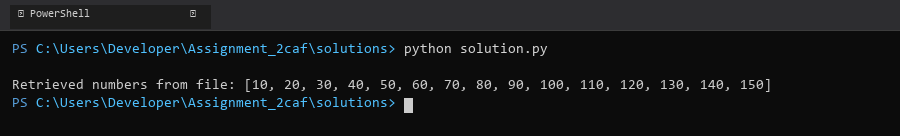 PowerShell
PS C:\Users\Developer\Assignment_2caf\solutions> python solution.py
Retrieved numbers from file: [10, 20, 30, 40, 50, 60, 70, 80, 90, 100, 110, 120, 130, 140, 150]
PS C:\Users\Developer\Assignment_2caf\solutions>